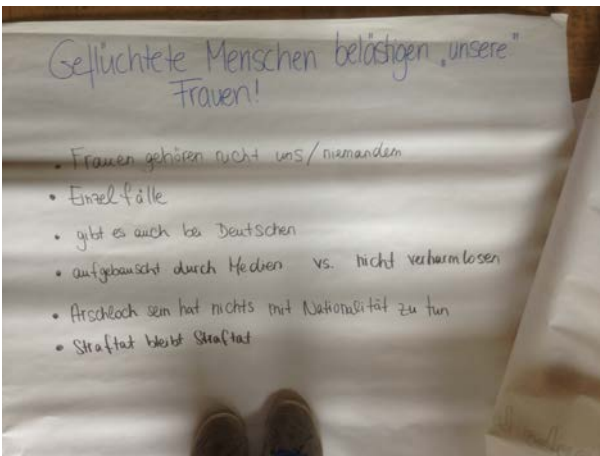 Geflüchtete Menschen belästigen „unsere"
Frauen!
• Frauen gehören nicht uns/niemandem
• Einzelfälle
• gibt es auch bei Deutschen
• aufgebauscht durch Medien vs. nicht verharmlosen
• Arschloch sein hat nichts mit Nationalität zu tun
• Straftat bleibt Straftat